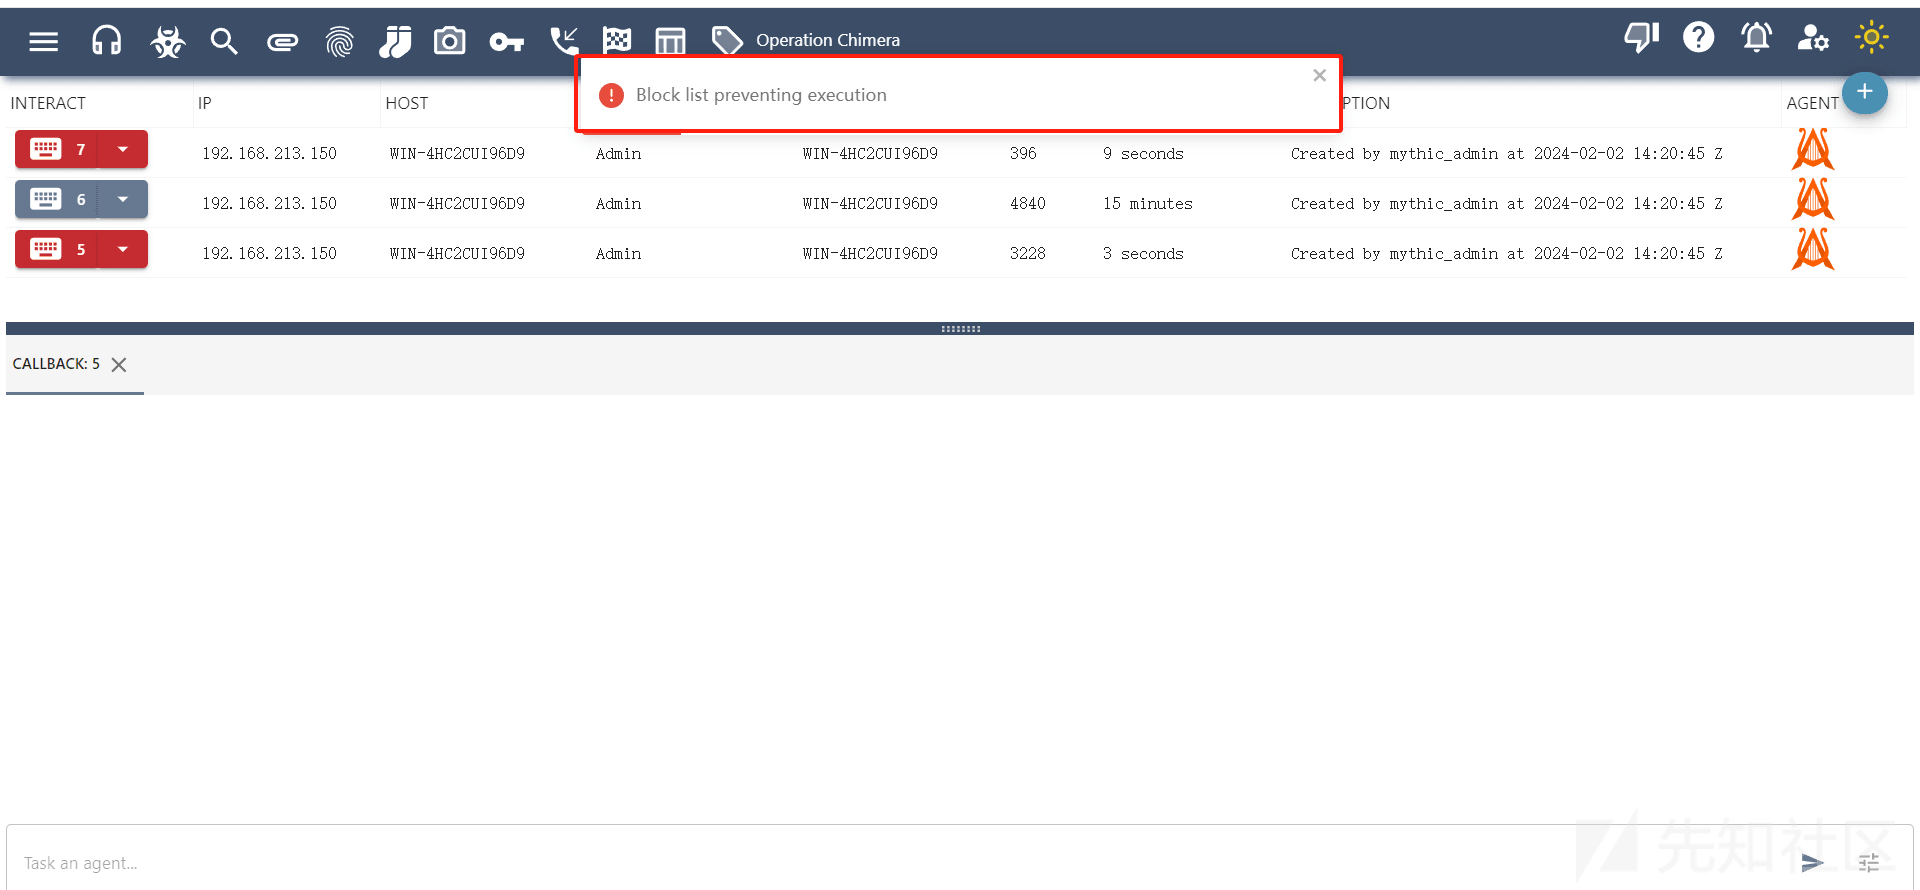 Operation Chimera
Block list preventing execution
INTERACT IP HOST PTION AGENT
7 192.168.213.150 WIN-4HC2CUI96D9 Admin WIN-4HC2CUI96D9 396 9 seconds Created by mythic_admin at 2024-02-02 14:20:45 Z
6 192.168.213.150 WIN-4HC2CUI96D9 Admin WIN-4HC2CUI96D9 4840 15 minutes Created by mythic_admin at 2024-02-02 14:20:45 Z
5 192.168.213.150 WIN-4HC2CUI96D9 Admin WIN-4HC2CUI96D9 3228 3 seconds Created by mythic_admin at 2024-02-02 14:20:45 Z
CALLBACK: 5
Task an agent...
先知社区